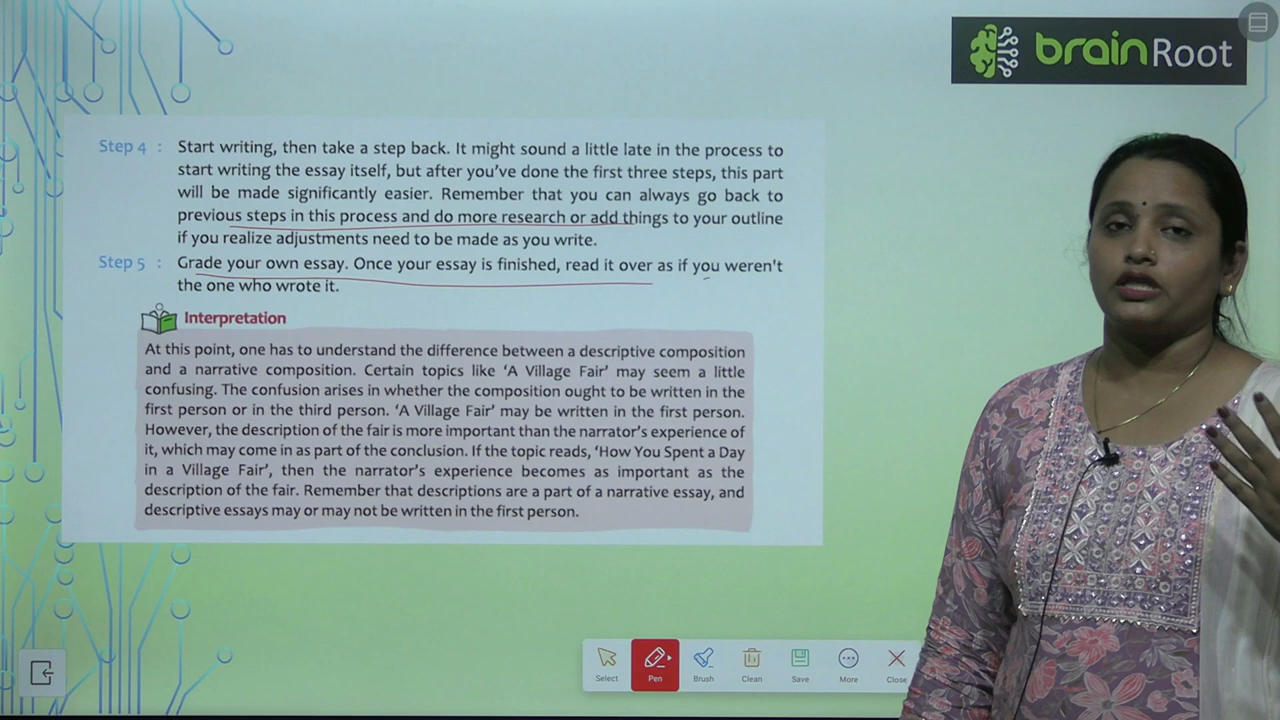 brainRoot
Step 4 : Start writing, then take a step back. It might sound a little late in the process to
start writing the essay itself, but after you've done the first three steps, this part
will be made significantly easier. Remember that you can always go back to
previous steps in this process and do more research or add things to your outline
if you realize adjustments need to be made as you write.
Step 5 : Grade your own essay. Once your essay is finished, read it over as if you weren't
the one who wrote it.
Interpretation
At this point, one has to understand the difference between a descriptive composition
and a narrative composition. Certain topics like 'A Village Fair' may seem a little
confusing. The confusion arises in whether the composition ought to be written in the
first person or in the third person. 'A Village Fair' may be written in the first person.
However, the description of the fair is more important than the narrator's experience of
it, which may come in as part of the conclusion. If the topic reads, 'How You Spent a Day
in a Village Fair', then the narrator's experience becomes as important as the
description of the fair. Remember that descriptions are a part of a narrative essay, and
descriptive essays may or may not be written in the first person.
Select Pen Brush Clean Save More Close